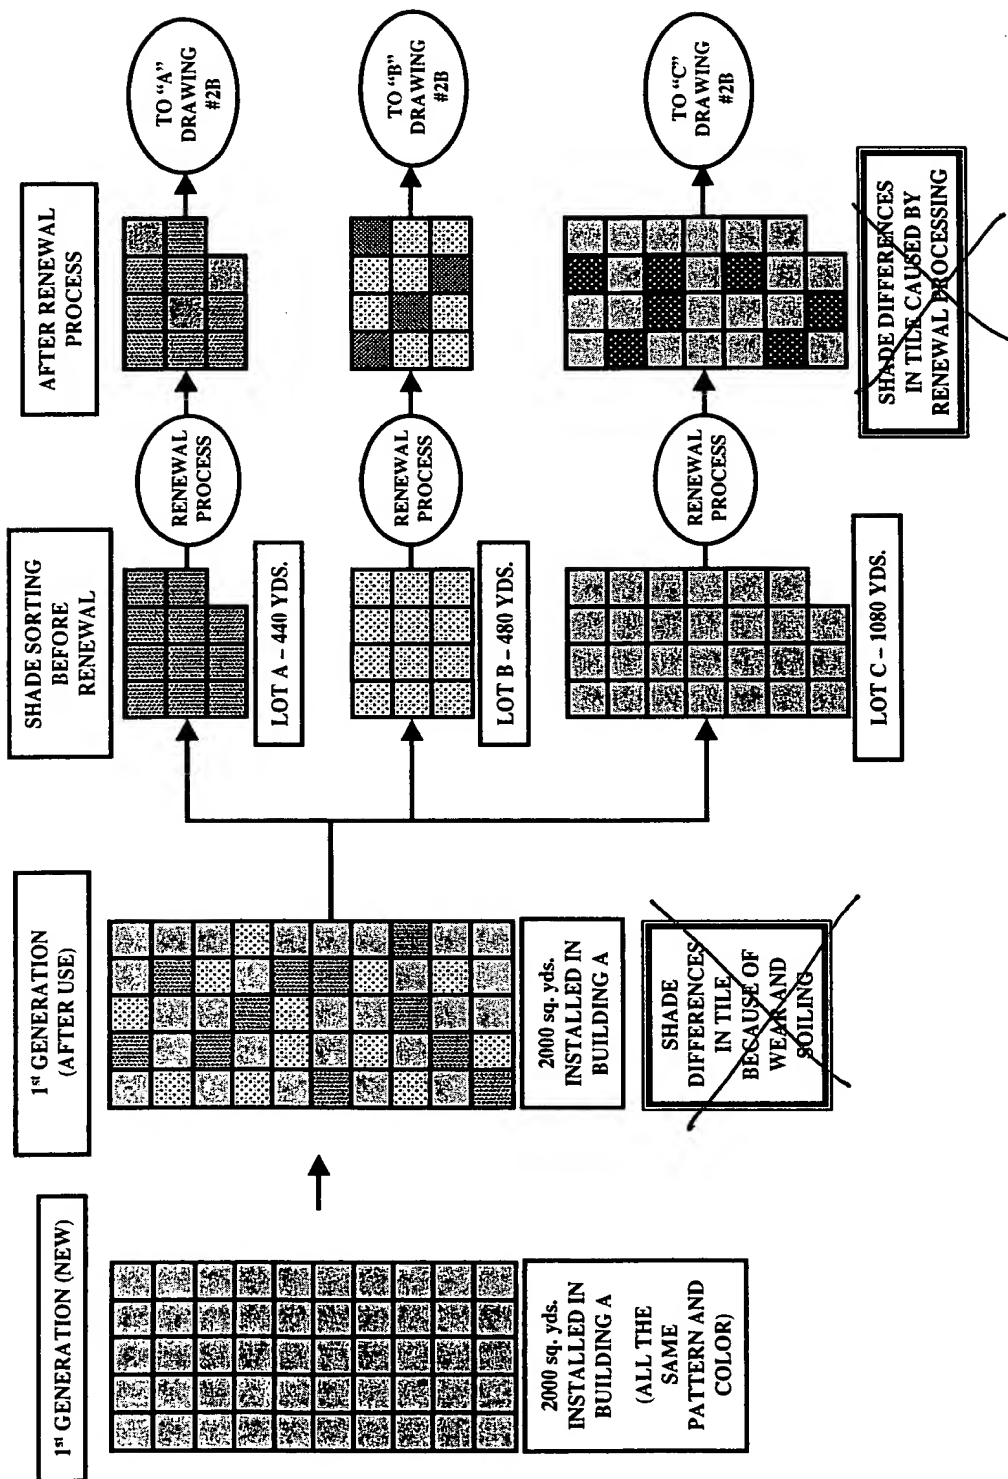 1st GENERATION (NEW)
2000 sq. yds.
INSTALLED IN
BUILDING A
(ALL THE
SAME
PATTERN AND
COLOR)
1st GENERATION
(AFTER USE)
2000 sq. yds.
INSTALLED IN
BUILDING A
SHADE
DIFFERENCES
IN TILE
BECAUSE OF
WEAR AND
SOILING
SHADE SORTING
BEFORE
RENEWAL
LOT A – 440 YDS.
LOT B – 480 YDS.
LOT C – 1080 YDS.
RENEWAL
PROCESS
RENEWAL
PROCESS
RENEWAL
PROCESS
AFTER RENEWAL
PROCESS
SHADE DIFFERENCES
IN TILE CAUSED BY
RENEWAL PROCESSING
TO “A”
DRAWING
#2B
TO “B”
DRAWING
#2B
TO “C”
DRAWING
#2B